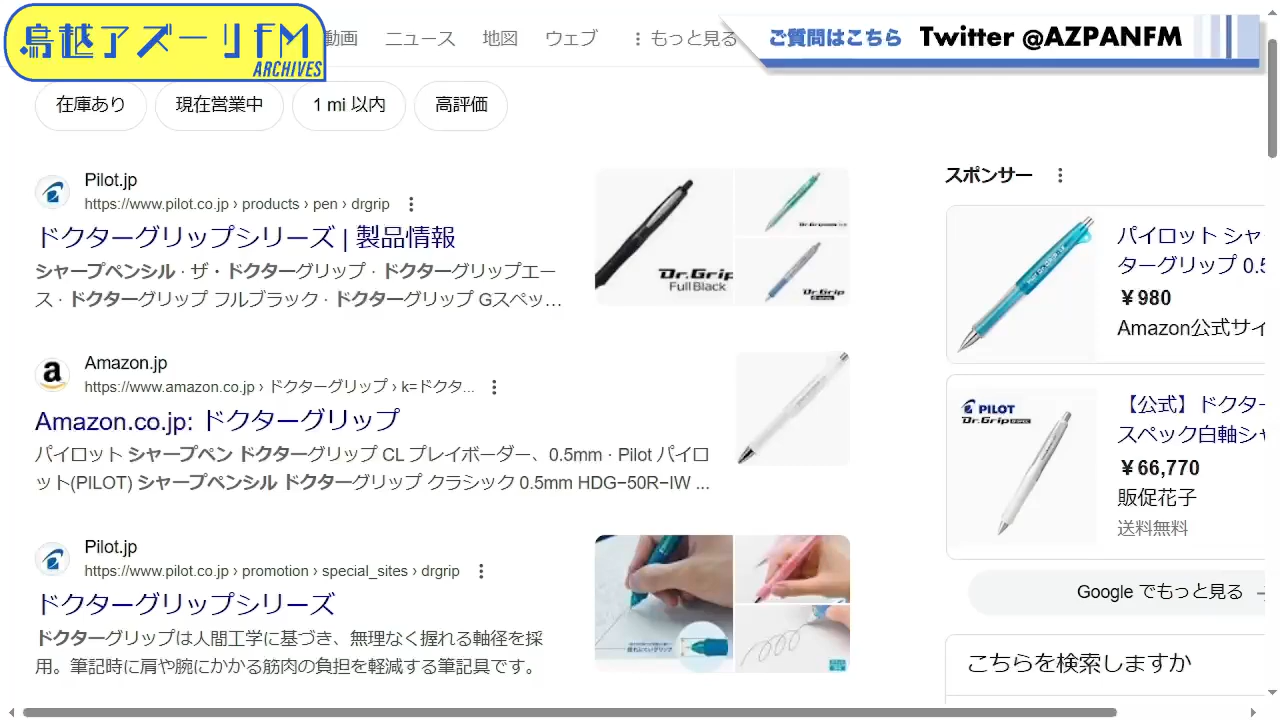 鳥越アズーリFM
ARCHIVES
動画 ニュース 地図 ウェブ ⋮ もっと見る
ご質問はこちら Twitter @AZPANFM
在庫あり 現在営業中 1 mi 以内 高評価
Pilot.jp
https://www.pilot.co.jp › products › pen › drgrip
ドクターグリップシリーズ | 製品情報
シャープペンシル · ザ・ドクターグリップ · ドクターグリップエー
ス · ドクターグリップ フルブラック · ドクターグリップ Gスペッ...
Dr.Grip
Full Black
Dr.Grip
Amazon.jp
https://www.amazon.co.jp › ドクターグリップ › k=ドクタ...
Amazon.co.jp: ドクターグリップ
パイロット シャープペン ドクターグリップ CL プレイボーダー、0.5mm · Pilot パイロ
ット(PILOT) シャープペンシル ドクターグリップ クラシック 0.5mm HDG-50R-IW ...
Pilot.jp
https://www.pilot.co.jp › promotion › special_sites › drgrip
ドクターグリップシリーズ
ドクターグリップは人間工学に基づき、無理なく握れる軸径を採
用。筆記時に肩や腕にかかる筋肉の負担を軽減する筆記具です。
スポンサー
パイロット シャ
ターグリップ 0.5
￥980
Amazon公式サイ
PILOT
Dr.Grip
【公式】ドクター
スペック白軸シャ
￥66,770
販促花子
送料無料
Google でもっと見る →
こちらを検索しますか